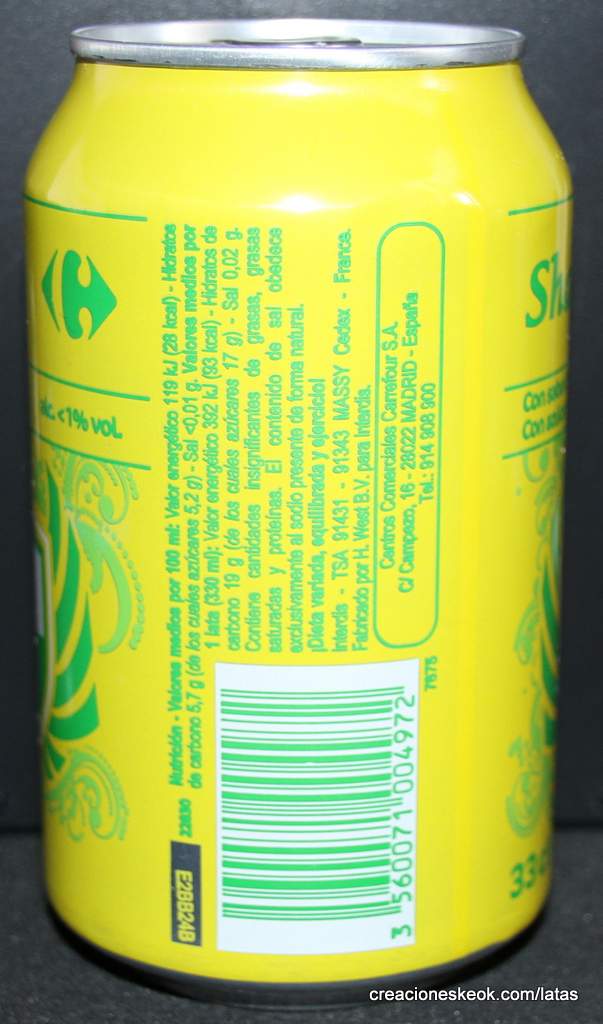 alc. <1% vol.
Nutrición - Valores medios por 100 ml: Valor energético 119 kJ (28 kcal) - Hidratos
de carbono 5,7 g (de los cuales azúcares 5,2 g) - Sal <0,01 g. Valores medios por
1 lata (330 ml): Valor energético 392 kJ (93 kcal) - Hidratos de
carbono 19 g (de los cuales azúcares 17 g) - Sal 0,02 g.
Contiene cantidades insignificantes de grasas, grasas
saturadas y proteínas. El contenido de sal obedece
exclusivamente al sodio presente de forma natural.
¡Dieta variada, equilibrada y ejercicio!
Interdis - TSA 91431 - 91343 MASSY Cedex - France.
Fabricado por H. West B.V. para Interdis.
Centros Comerciales Carrefour S.A.
C/ Campezo, 16 - 28022 MADRID - España
Tel.: 914 908 900
22830
E28824B
3 560071 004972
7675
Con
Con
33
creacioneskeok.com/latas